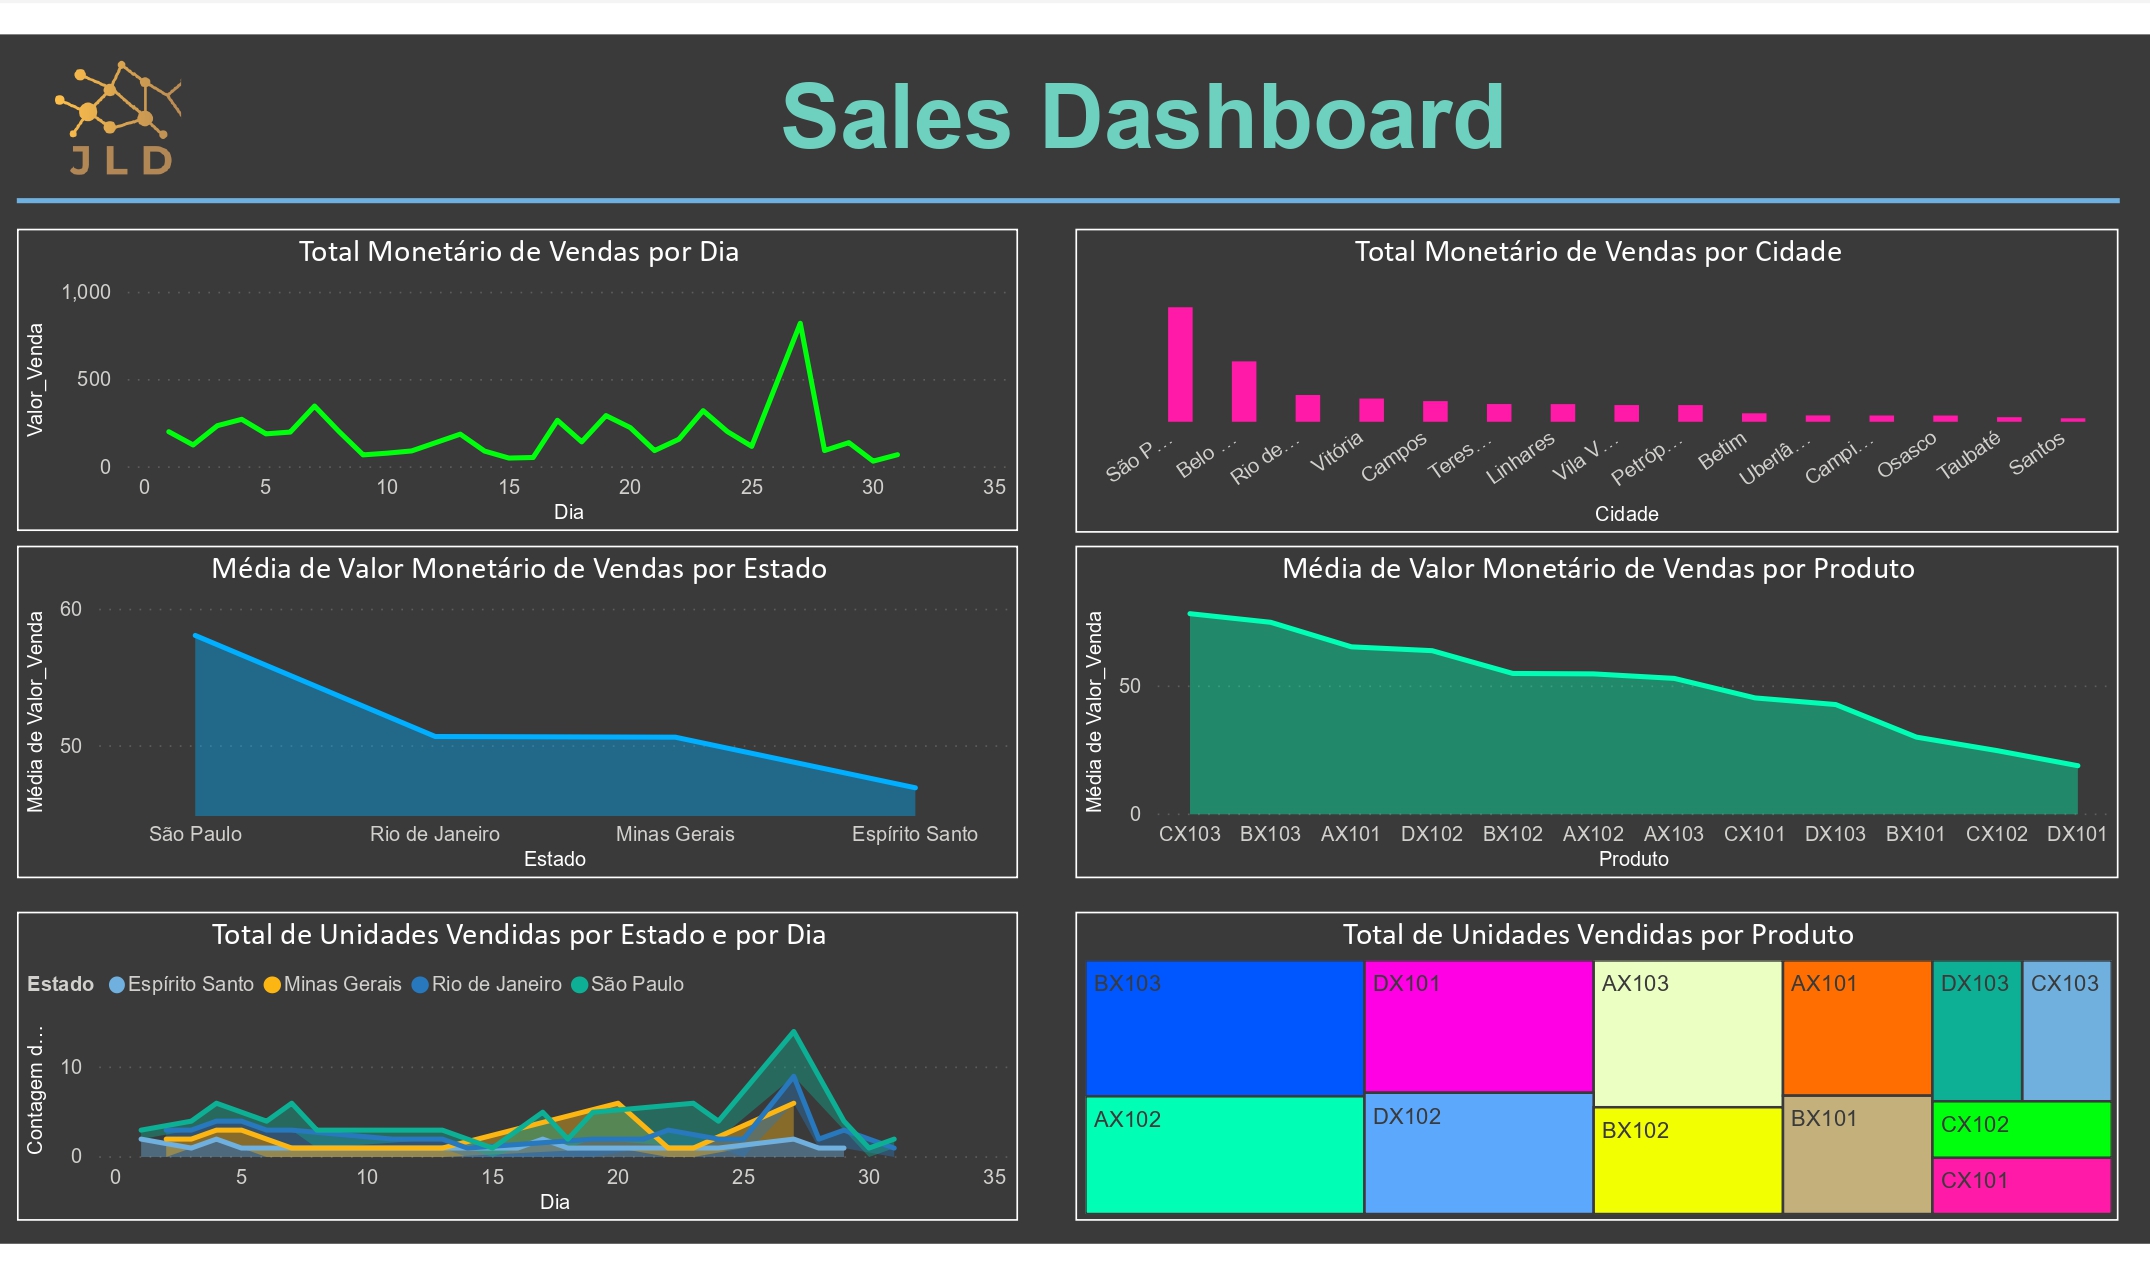 JLD
Sales Dashboard
Total Monetário de Vendas por Dia
Valor_Venda
1,000
500
0
0 5 10 15 20 25 30 35
Dia
Total Monetário de Vendas por Cidade
São P… Belo … Rio de… Vitória Campos Teres… Linhares Vila V… Petróp… Betim Uberlâ… Campi… Osasco Taubaté Santos
Cidade
Média de Valor Monetário de Vendas por Estado
Média de Valor_Venda
60
50
São Paulo Rio de Janeiro Minas Gerais Espírito Santo
Estado
Média de Valor Monetário de Vendas por Produto
Média de Valor_Venda
50
0
CX103 BX103 AX101 DX102 BX102 AX102 AX103 CX101 DX103 BX101 CX102 DX101
Produto
Total de Unidades Vendidas por Estado e por Dia
Estado Espírito Santo Minas Gerais Rio de Janeiro São Paulo
Contagem d…
10
0
0 5 10 15 20 25 30 35
Dia
Total de Unidades Vendidas por Produto
BX103 DX101 AX103 AX101 DX103 CX103
AX102 DX102 BX102 BX101 CX102
CX101